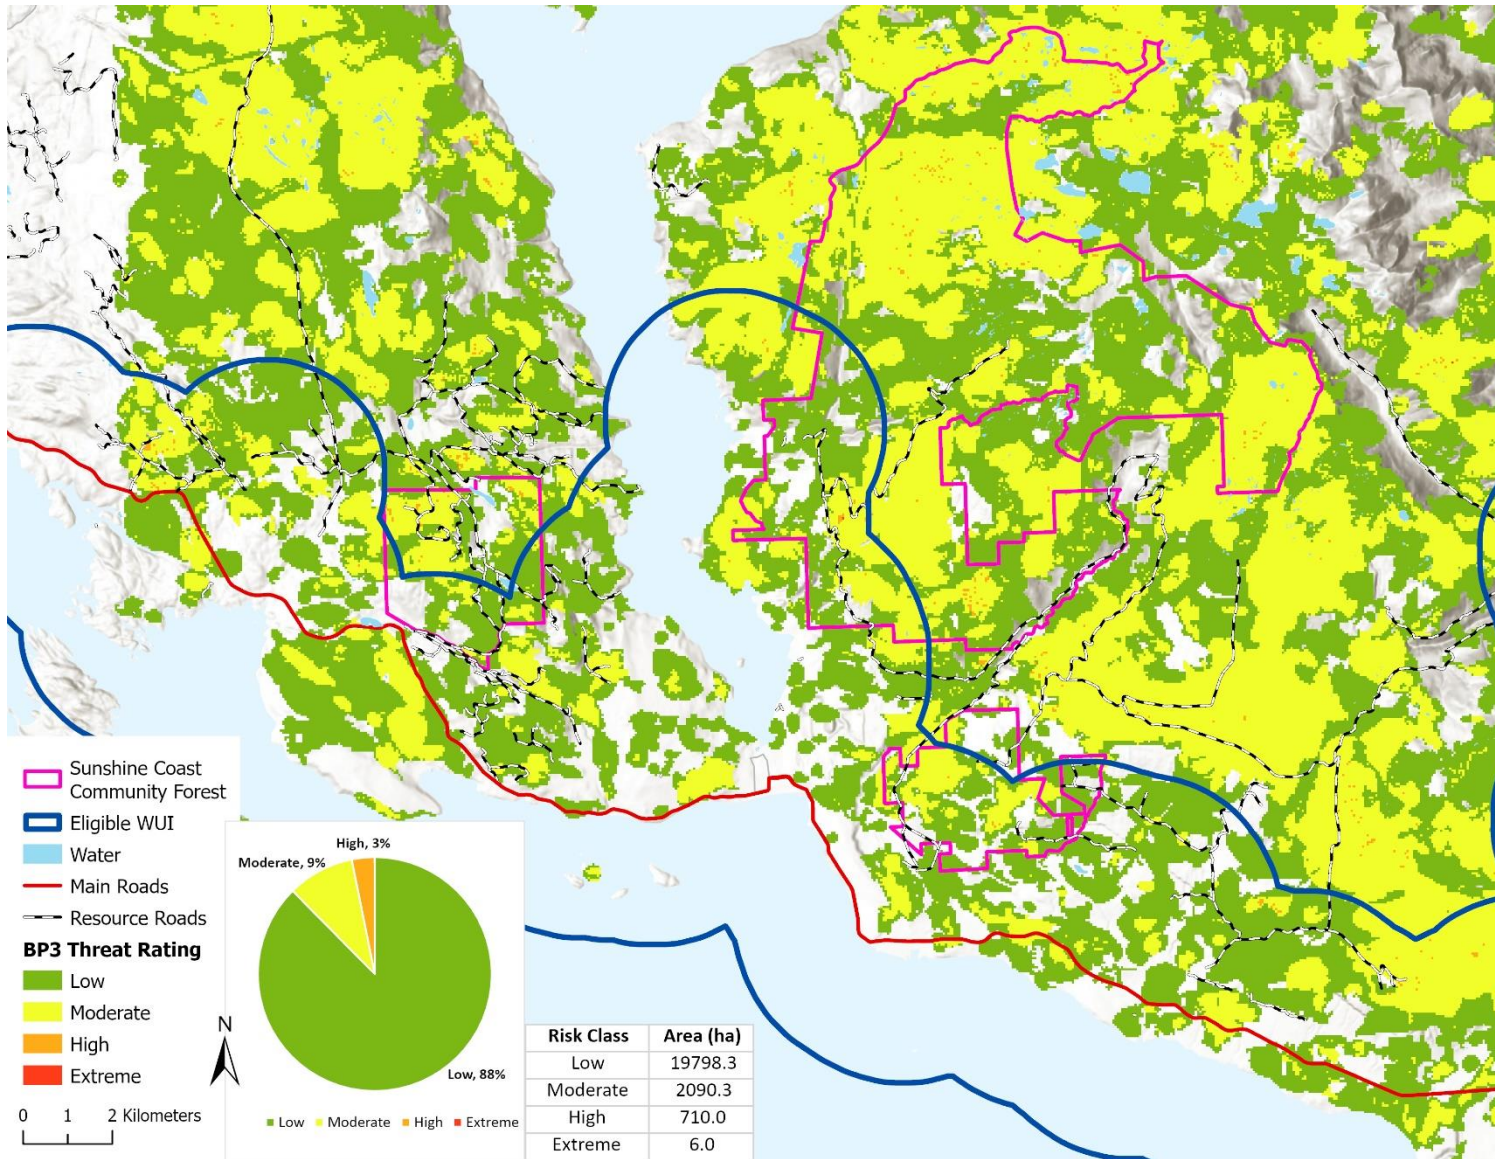 Sunshine Coast
Community Forest
Eligible WUI
Water
Main Roads
Resource Roads
BP3 Threat Rating
Low
Moderate
High
Extreme
N
0 1 2 Kilometers
High, 3%
Moderate, 9%
Low, 88%
Low Moderate High Extreme
Risk Class Area (ha)
Low 19798.3
Moderate 2090.3
High 710.0
Extreme 6.0